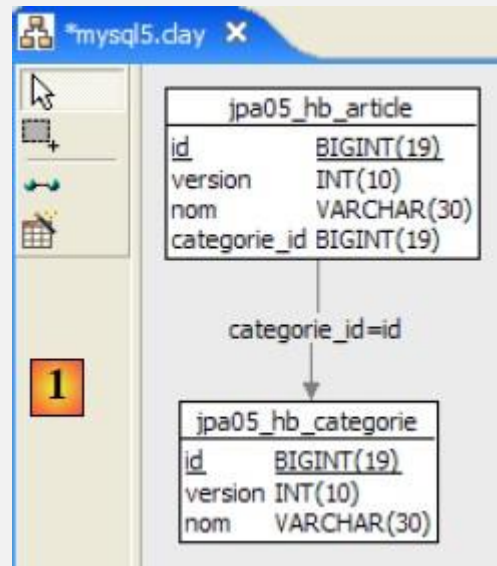 *mysql5.clay
jpa05_hb_article
id BIGINT(19)
version INT(10)
nom VARCHAR(30)
categorie_id BIGINT(19)
categorie_id=id
1
jpa05_hb_categorie
id BIGINT(19)
version INT(10)
nom VARCHAR(30)